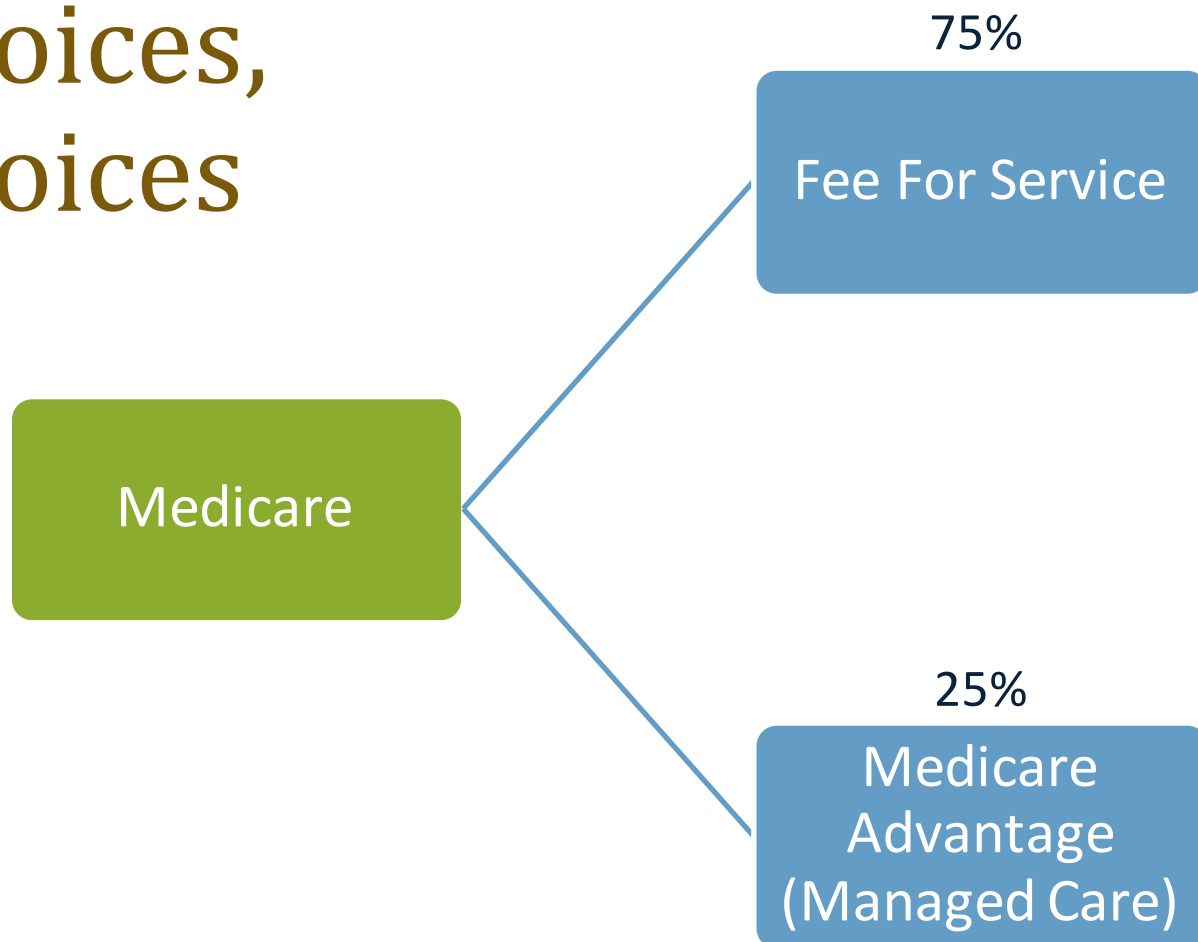 oices,
oices
75%
Fee For Service
Medicare
25%
Medicare
Advantage
(Managed Care)